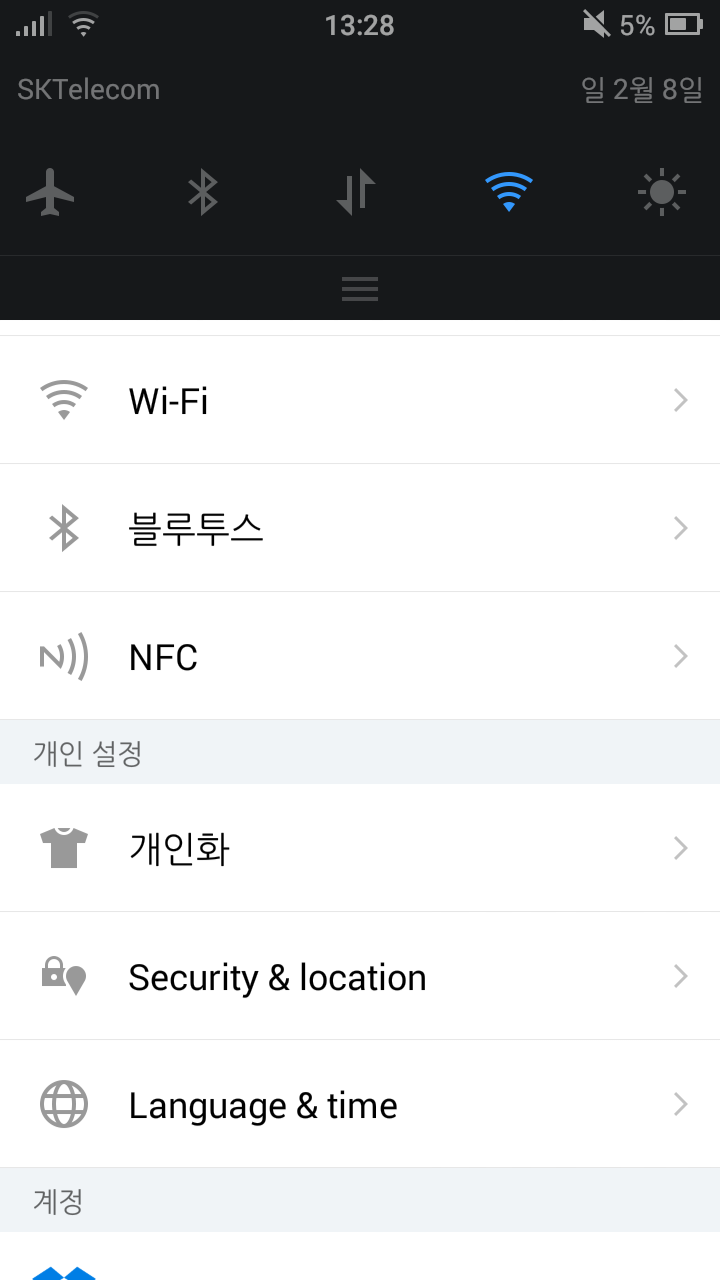 13:28
5%
SKTelecom
일 2월 8일
Wi-Fi
블루투스
NFC
개인 설정
개인화
Security & location
Language & time
계정